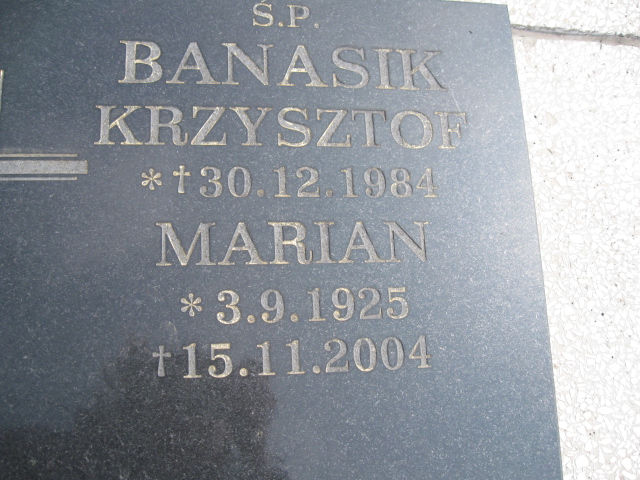 Ś.P.
BANASIK
KRZYSZTOF
*†30.12.1984
MARIAN
*3.9.1925
†15.11.2004